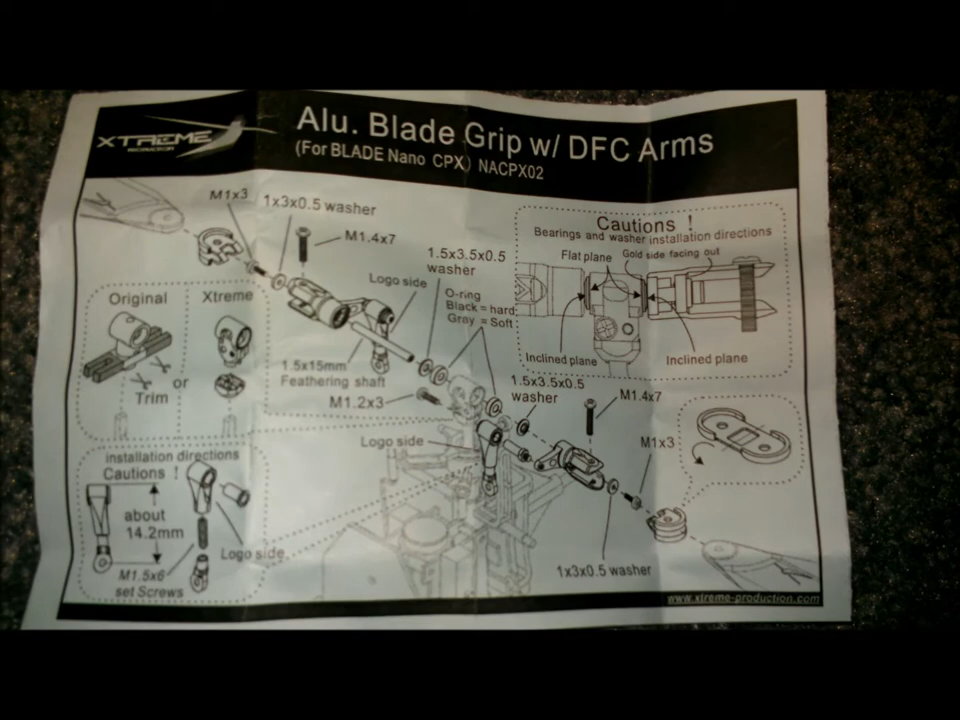 XTREME
PRODUCTION
Alu. Blade Grip w/ DFC Arms
(For BLADE Nano CPX) NACPX02
M1x3
1x3x0.5 washer
M1.4x7
Logo side
1.5x3.5x0.5
washer
O-ring
Black = hard
Gray = Soft
1.5x15mm
Feathering shaft
M1.2x3
Cautions !
Bearings and washer installation directions
Flat plane
Gold side facing out
Inclined plane
Inclined plane
Original
Xtreme
or
Trim
1.5x3.5x0.5
washer
M1.4x7
M1x3
Logo side
installation directions
Cautions !
about
14.2mm
Logo side
M1.5x6
set Screws
1x3x0.5 washer
www.xtreme-production.com